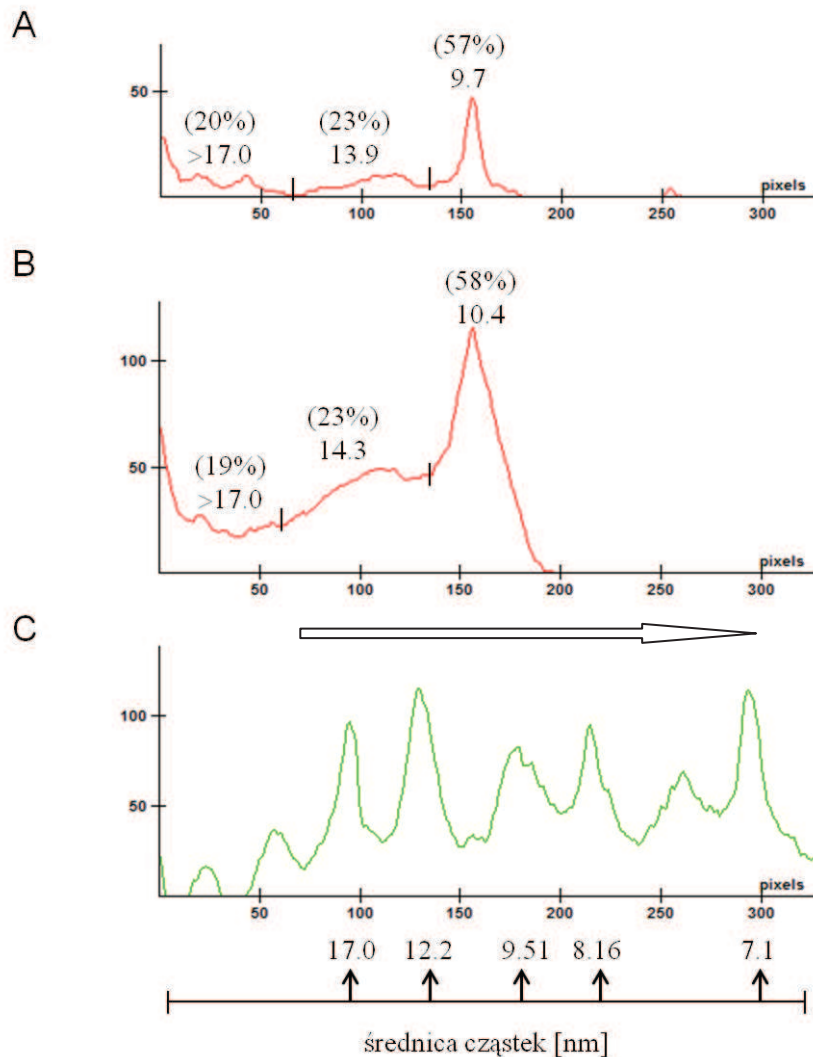 A
(57%)
9.7
50
(20%)
(23%)
>17.0
13.9
pixels
50 100 150 200 250 300
B
(58%)
10.4
100
(23%)
14.3
50
(19%)
>17.0
pixels
50 100 150 200 250 300
C
100
50
pixels
50 100 150 200 250 300
17.0 12.2 9.51 8.16 7.1
średnica cząstek [nm]